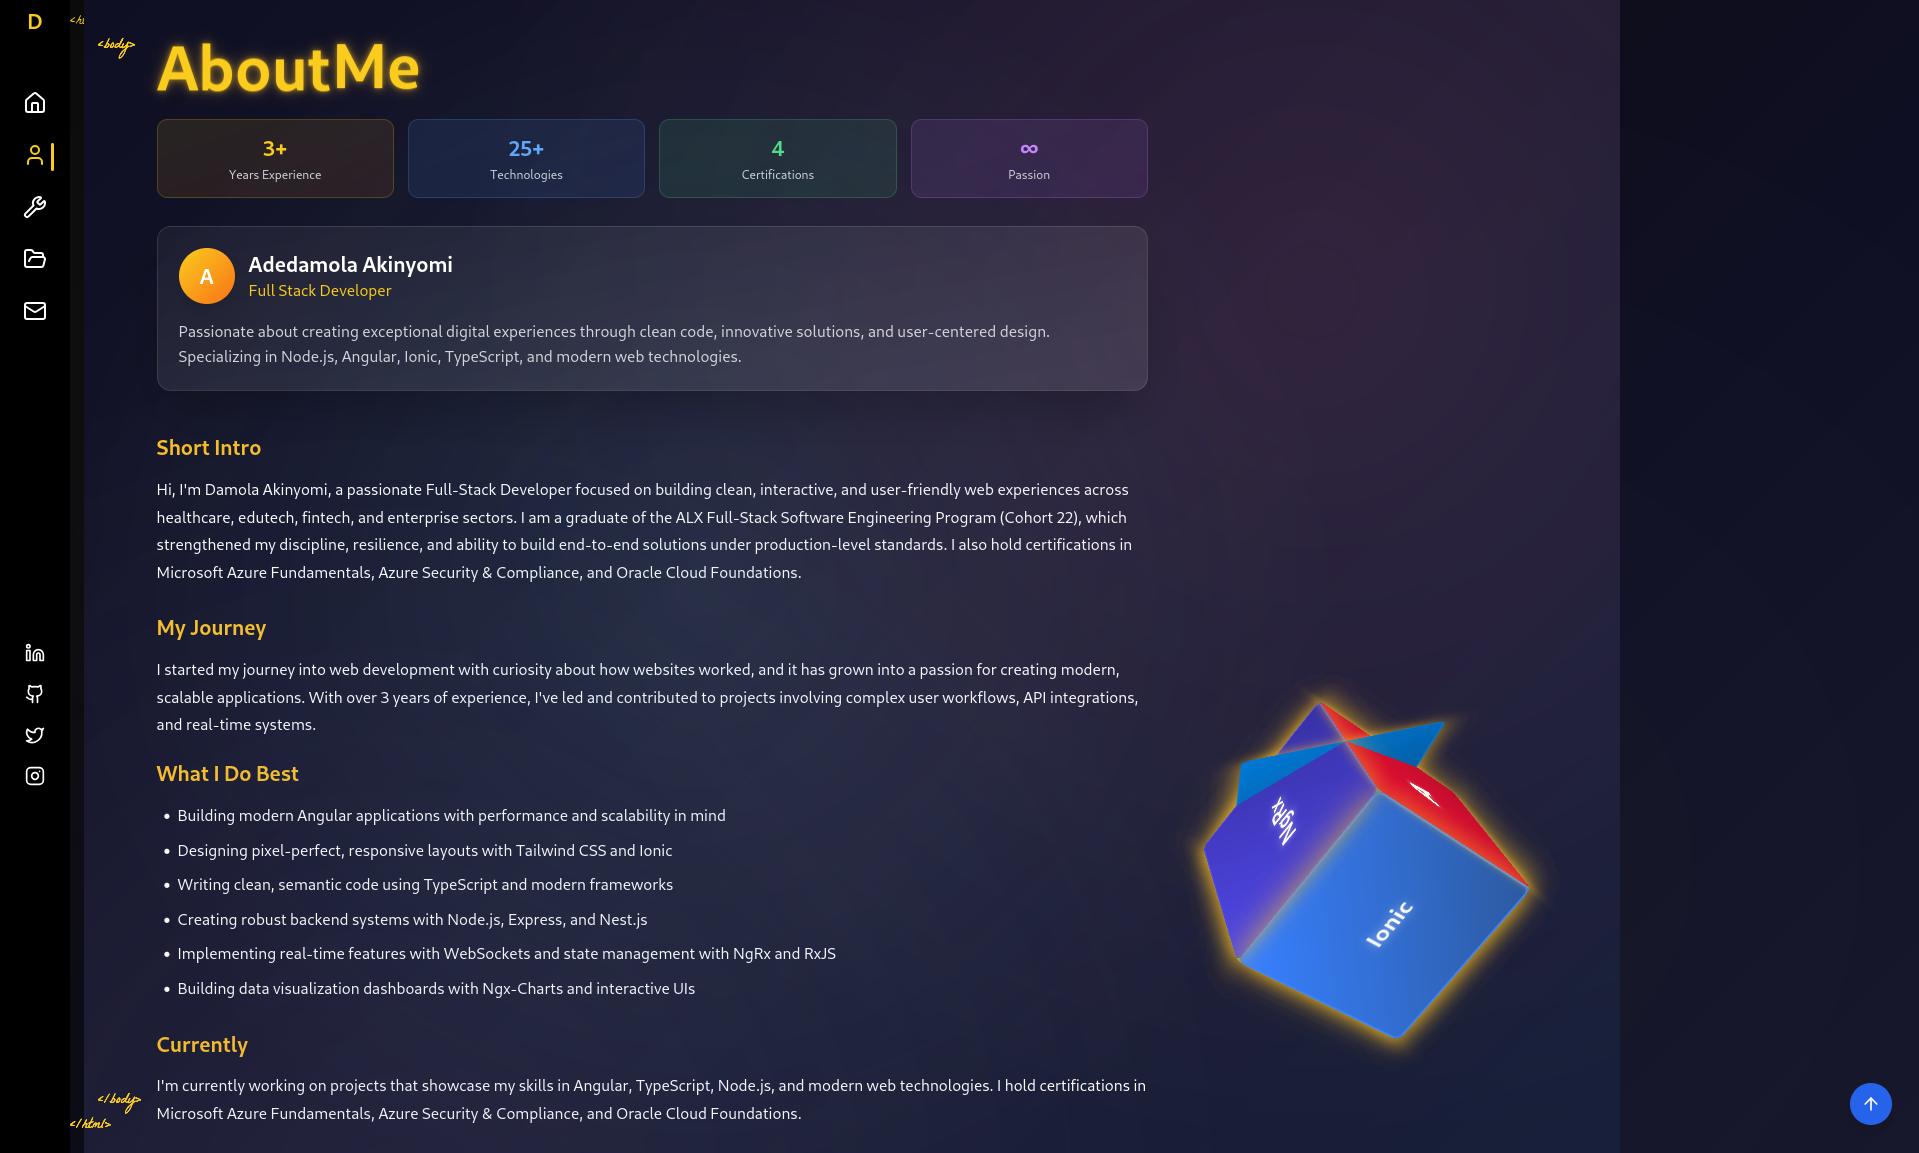 D
<body>
AboutMe
3+
Years Experience
25+
Technologies
4
Certifications
∞
Passion
A
Adedamola Akinyomi
Full Stack Developer
Passionate about creating exceptional digital experiences through clean code, innovative solutions, and user-centered design.
Specializing in Node.js, Angular, Ionic, TypeScript, and modern web technologies.
Short Intro
Hi, I'm Damola Akinyomi, a passionate Full-Stack Developer focused on building clean, interactive, and user-friendly web experiences across
healthcare, edutech, fintech, and enterprise sectors. I am a graduate of the ALX Full-Stack Software Engineering Program (Cohort 22), which
strengthened my discipline, resilience, and ability to build end-to-end solutions under production-level standards. I also hold certifications in
Microsoft Azure Fundamentals, Azure Security & Compliance, and Oracle Cloud Foundations.
My Journey
I started my journey into web development with curiosity about how websites worked, and it has grown into a passion for creating modern,
scalable applications. With over 3 years of experience, I've led and contributed to projects involving complex user workflows, API integrations,
and real-time systems.
What I Do Best
• Building modern Angular applications with performance and scalability in mind
• Designing pixel-perfect, responsive layouts with Tailwind CSS and Ionic
• Writing clean, semantic code using TypeScript and modern frameworks
• Creating robust backend systems with Node.js, Express, and Nest.js
• Implementing real-time features with WebSockets and state management with NgRx and RxJS
• Building data visualization dashboards with Ngx-Charts and interactive UIs
NgRx
Ionic
Currently
I'm currently working on projects that showcase my skills in Angular, TypeScript, Node.js, and modern web technologies. I hold certifications in
Microsoft Azure Fundamentals, Azure Security & Compliance, and Oracle Cloud Foundations.
</body>
</html>